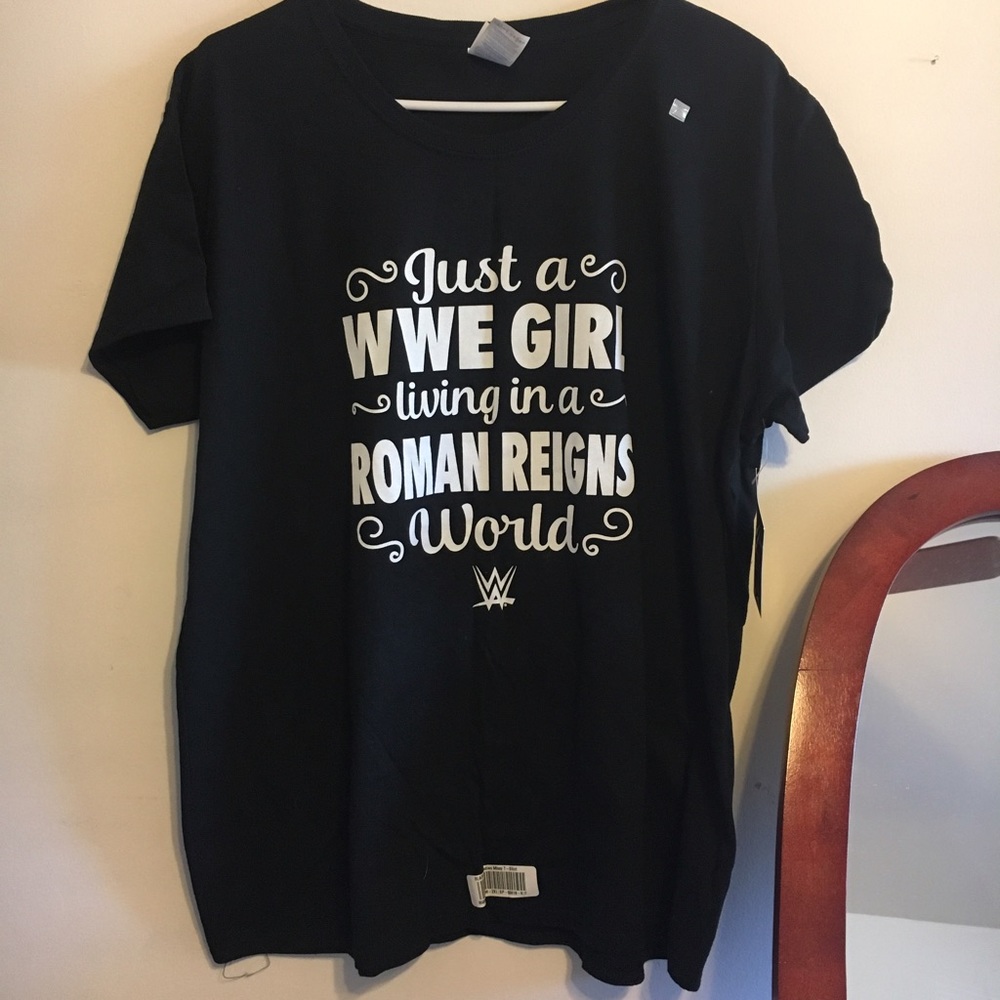 Just a
WWE GIRL
living in a
ROMAN REIGNS
World
W